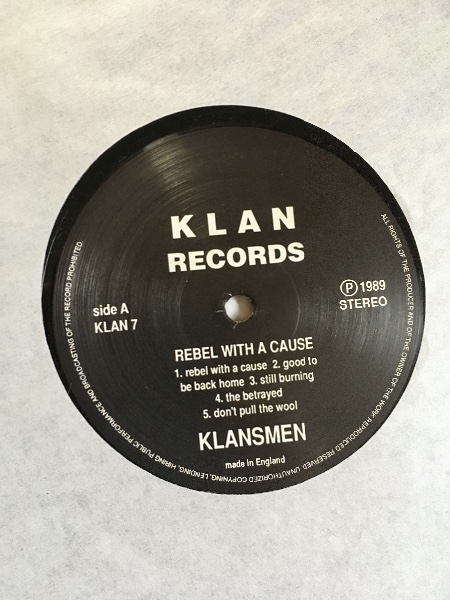 KLAN
RECORDS
side A
KLAN 7
℗ 1989
STEREO
REBEL WITH A CAUSE
1. rebel with a cause 2. good to
be back home 3. still burning
4. the betrayed
5. don't pull the wool
KLANSMEN
made in England
ALL RIGHTS OF THE PRODUCER AND OF THE OWNER OF THE WORK REPRODUCED RESERVED. UNAUTHORIZED COPYNING, LENDING, HIRING PUBLIC PERFORMANCE AND BROADCASTING OF THE RECORD PROHIBITED.